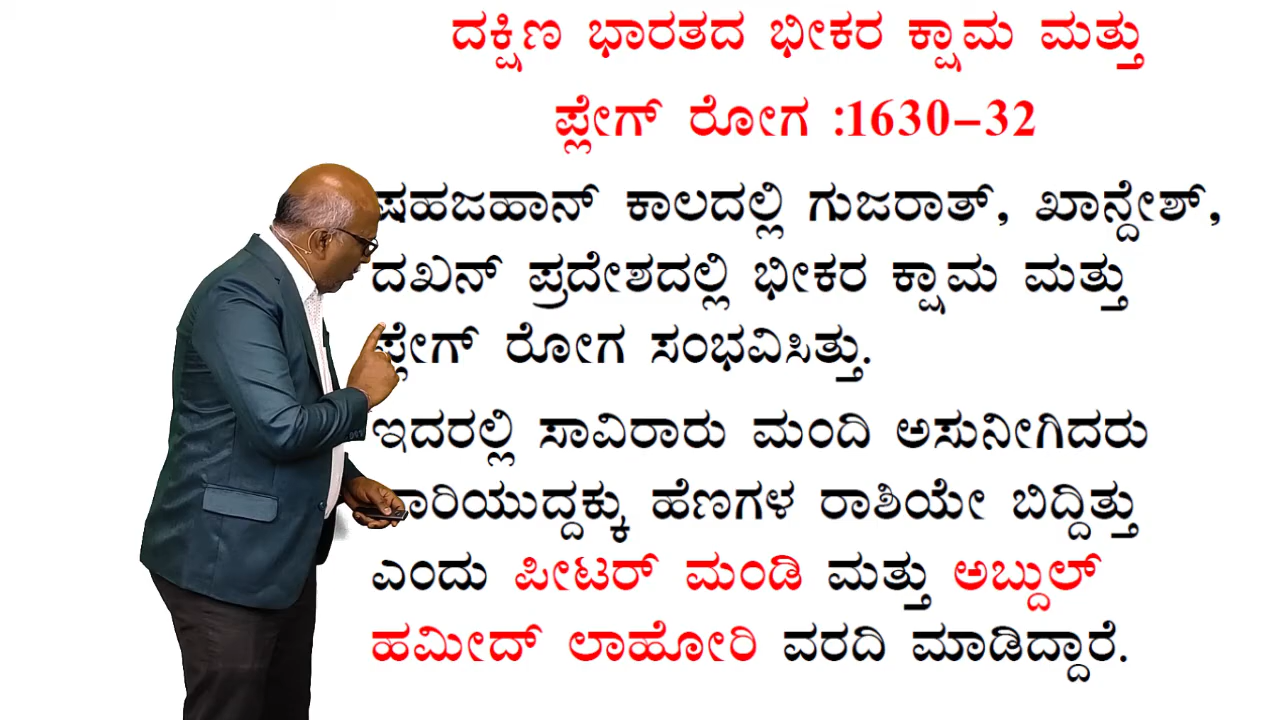 ದಕ್ಷಿಣ ಭಾರತದ ಭೀಕರ ಕ್ಷಾಮ ಮತ್ತು
ಪ್ಲೇಗ್ ರೋಗ :1630–32
ಷಹಜಹಾನ್ ಕಾಲದಲ್ಲಿ ಗುಜರಾತ್, ಖಾನ್ದೇಶ್,
ದಖನ್ ಪ್ರದೇಶದಲ್ಲಿ ಭೀಕರ ಕ್ಷಾಮ ಮತ್ತು
ಪ್ಲೇಗ್ ರೋಗ ಸಂಭವಿಸಿತ್ತು.
ಇದರಲ್ಲಿ ಸಾವಿರಾರು ಮಂದಿ ಅಸುನೀಗಿದರು
ಹೆಣಗಳ ರಾಶಿಯೇ ಬಿದ್ದಿತ್ತು
ಎಂದು ಪೀಟರ್ ಮಂಡಿ ಮತ್ತು ಅಬ್ದುಲ್
ಹಮೀದ್ ಲಾಹೋರಿ ವರದಿ ಮಾಡಿದ್ದಾರೆ.